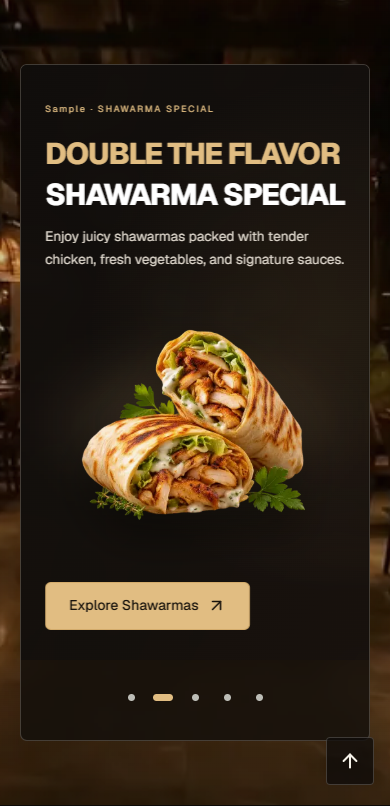 Sample - SHAWARMA SPECIAL
DOUBLE THE FLAVOR
SHAWARMA SPECIAL
Enjoy juicy shawarmas packed with tender
chicken, fresh vegetables, and signature sauces.
Explore Shawarmas